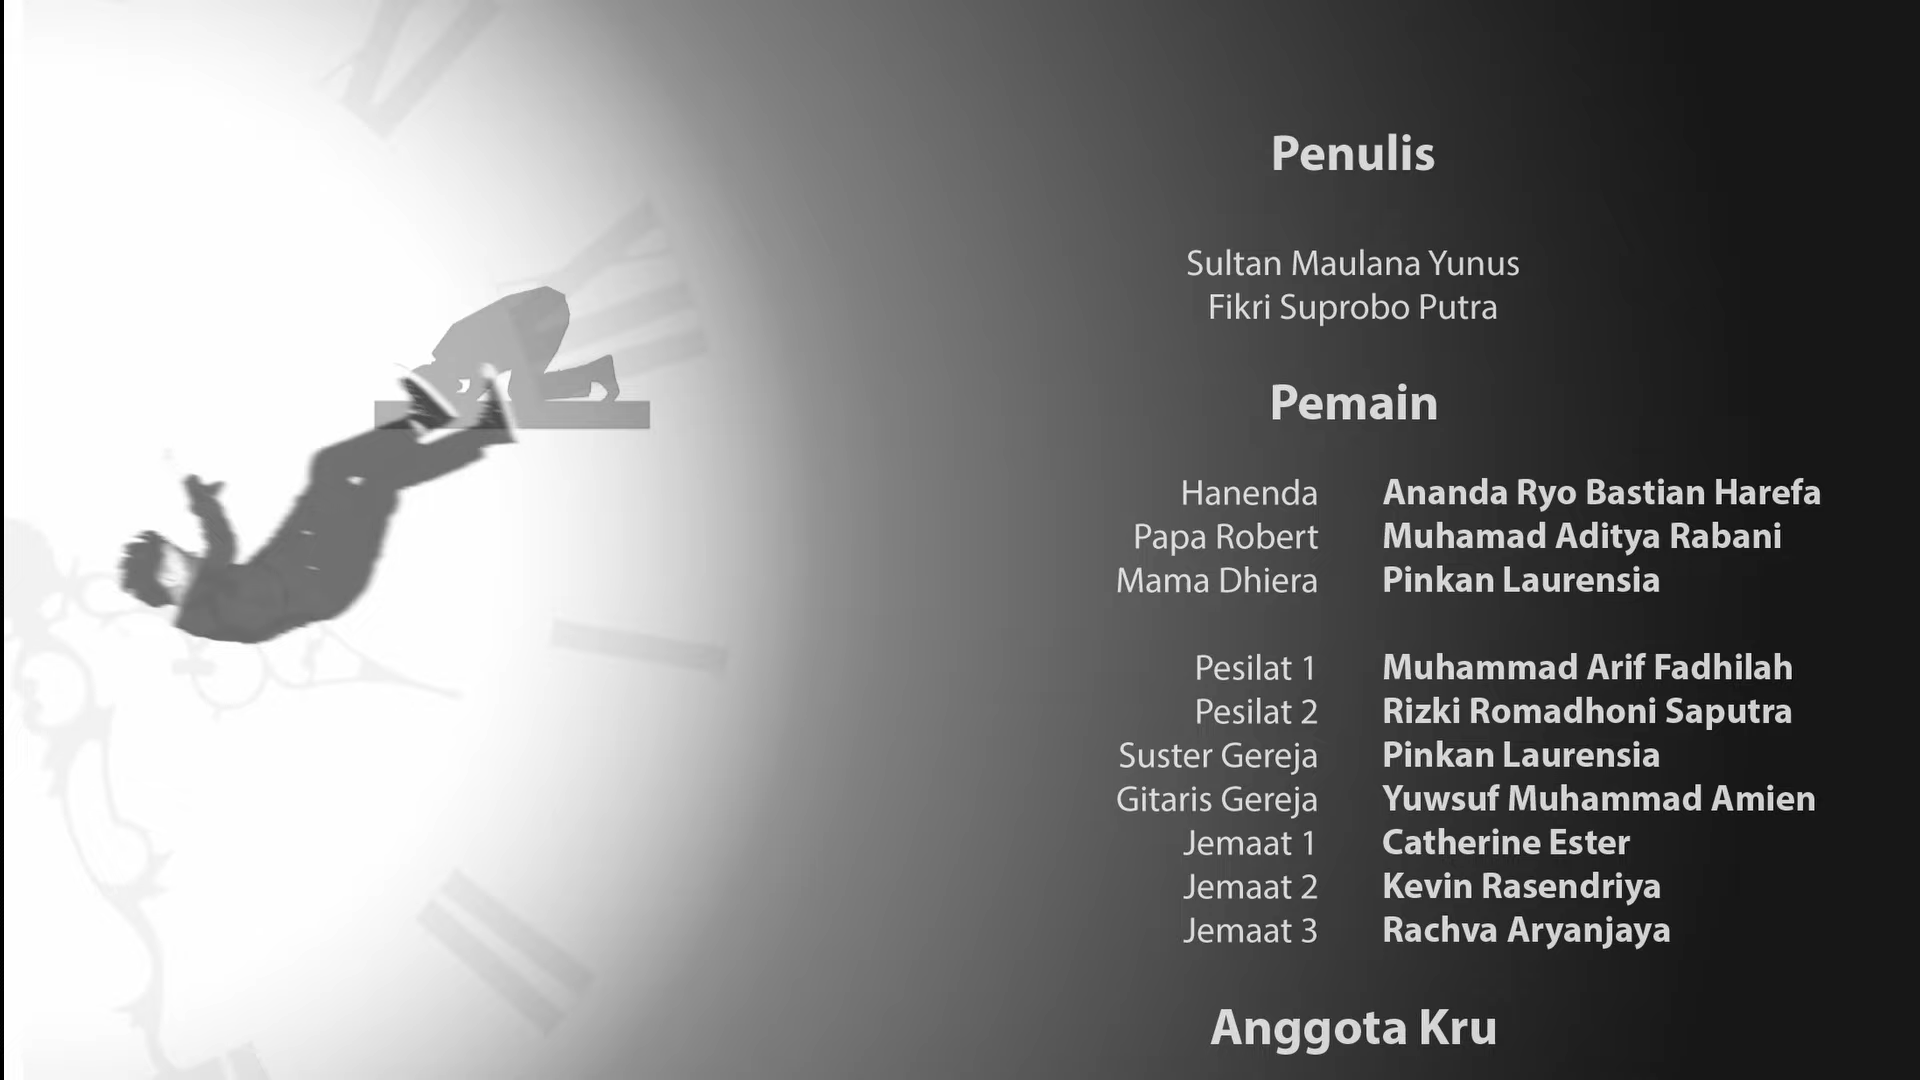 Penulis
Sultan Maulana Yunus
Fikri Suprobo Putra
Pemain
Hanenda Ananda Ryo Bastian Harefa
Papa Robert Muhamad Aditya Rabani
Mama Dhiera Pinkan Laurensia
Pesilat 1 Muhammad Arif Fadhilah
Pesilat 2 Rizki Romadhoni Saputra
Suster Gereja Pinkan Laurensia
Gitaris Gereja Yuwsuf Muhammad Amien
Jemaat 1 Catherine Ester
Jemaat 2 Kevin Rasendriya
Jemaat 3 Rachva Aryanjaya
Anggota Kru